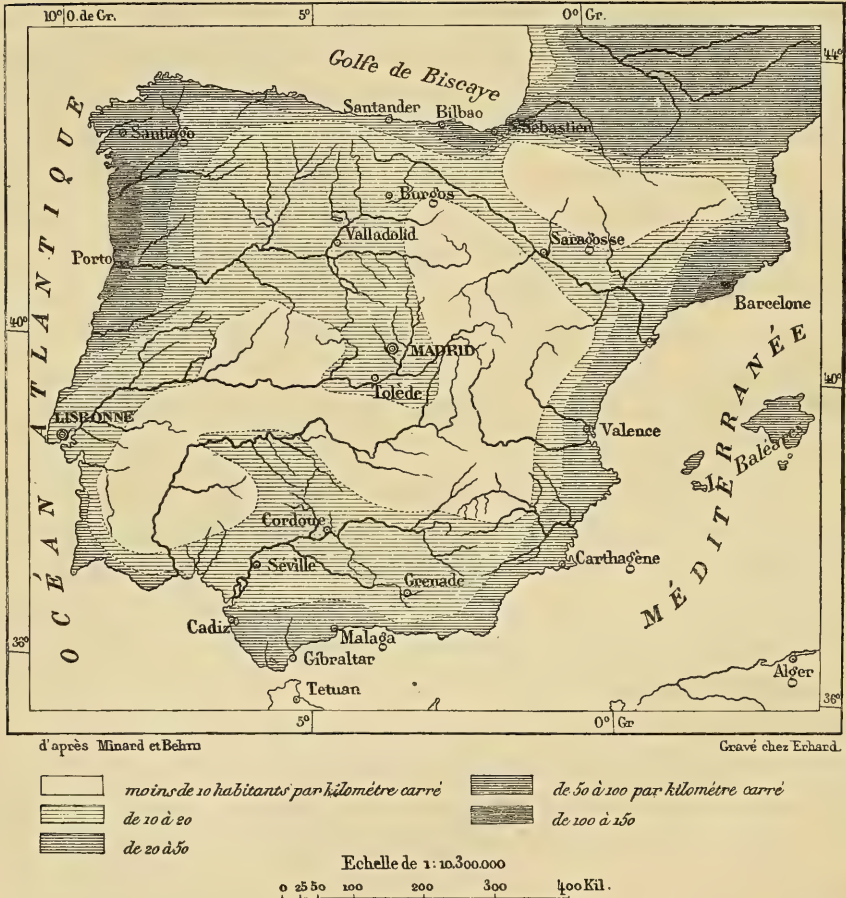 10° O. de Gr.
5°
0° Gr.
44°
Golfe de Biscaye
Santander
Bilbao
S. Sébastien
Santiago
OCÉAN ATLANTIQUE
Burgos
Valladolid
Saragosse
Porto
Barcelone
40°
MADRID
Tolède
40°
LISBONNE
Valence
I. Baléares
MÉDITERRANÉE
Cordoue
Carthagène
Séville
Grenade
Cadiz
Malaga
Gibraltar
Alger
Tetuan
36°
5°
0° Gr
d'après Minard et Behm
Gravé chez Erhard.
moins de 10 habitants par kilomètre carré
de 50 à 100 par kilomètre carré
de 10 à 20
de 100 à 150
de 20 à 50
Echelle de 1: 10.300.000
0 25 50 100 200 300 400 Kil.